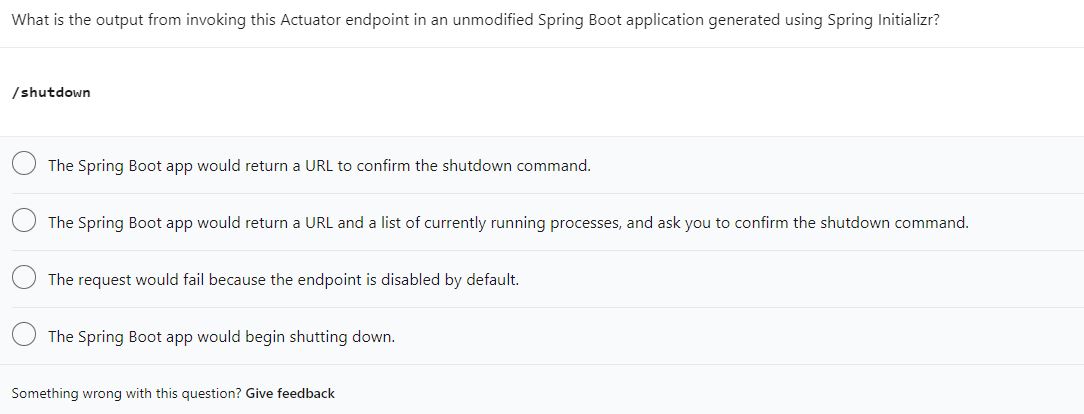 What is the output from invoking this Actuator endpoint in an unmodified Spring Boot application generated using Spring Initializr?
/shutdown
The Spring Boot app would return a URL to confirm the shutdown command.
The Spring Boot app would return a URL and a list of currently running processes, and ask you to confirm the shutdown command.
The request would fail because the endpoint is disabled by default.
The Spring Boot app would begin shutting down.
Something wrong with this question? Give feedback